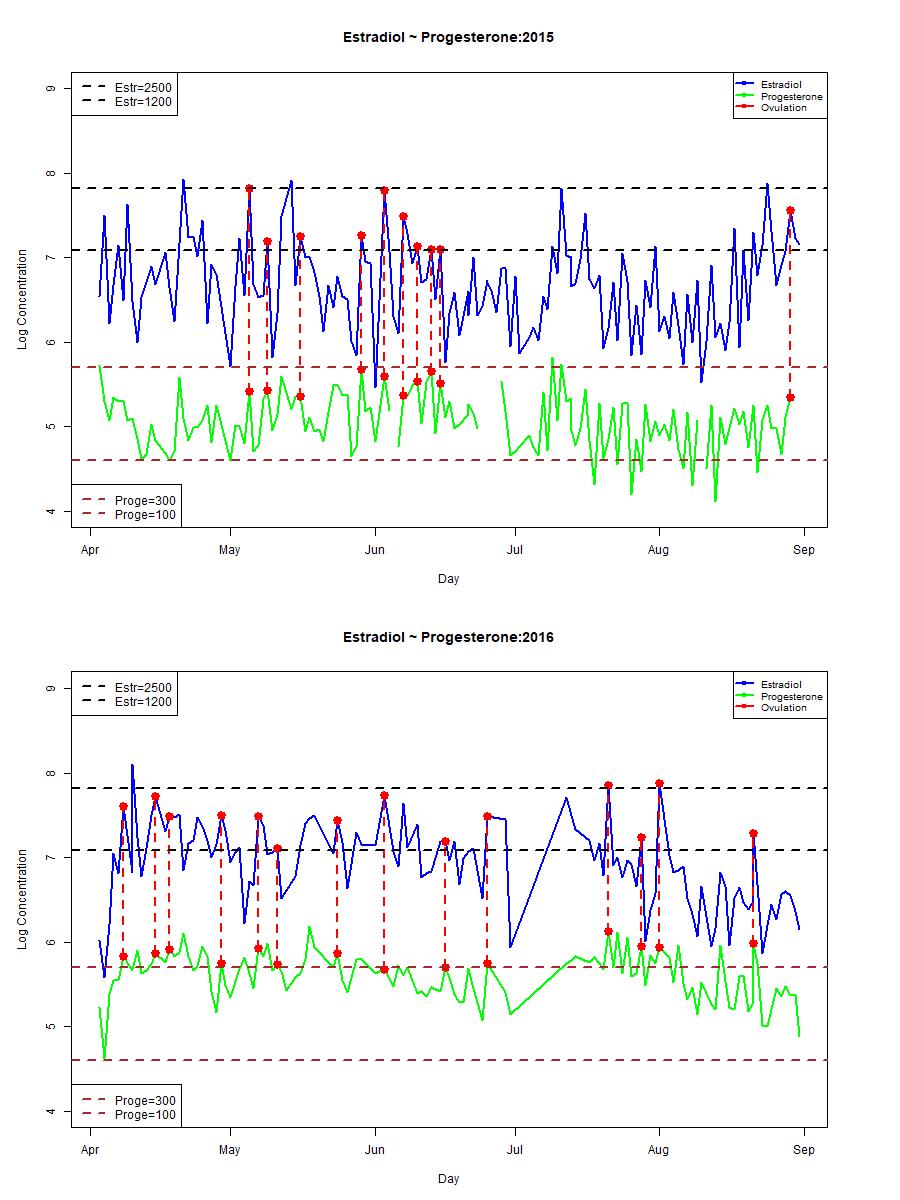 Estradiol ~ Progesterone:2015
Estr=2500
Estr=1200
Estradiol
Progesterone
Ovulation
9
8
7
6
5
4
Log Concentration
Proge=300
Proge=100
Apr May Jun Jul Aug Sep
Day
Estradiol ~ Progesterone:2016
Estr=2500
Estr=1200
Estradiol
Progesterone
Ovulation
9
8
7
6
5
4
Log Concentration
Proge=300
Proge=100
Apr May Jun Jul Aug Sep
Day